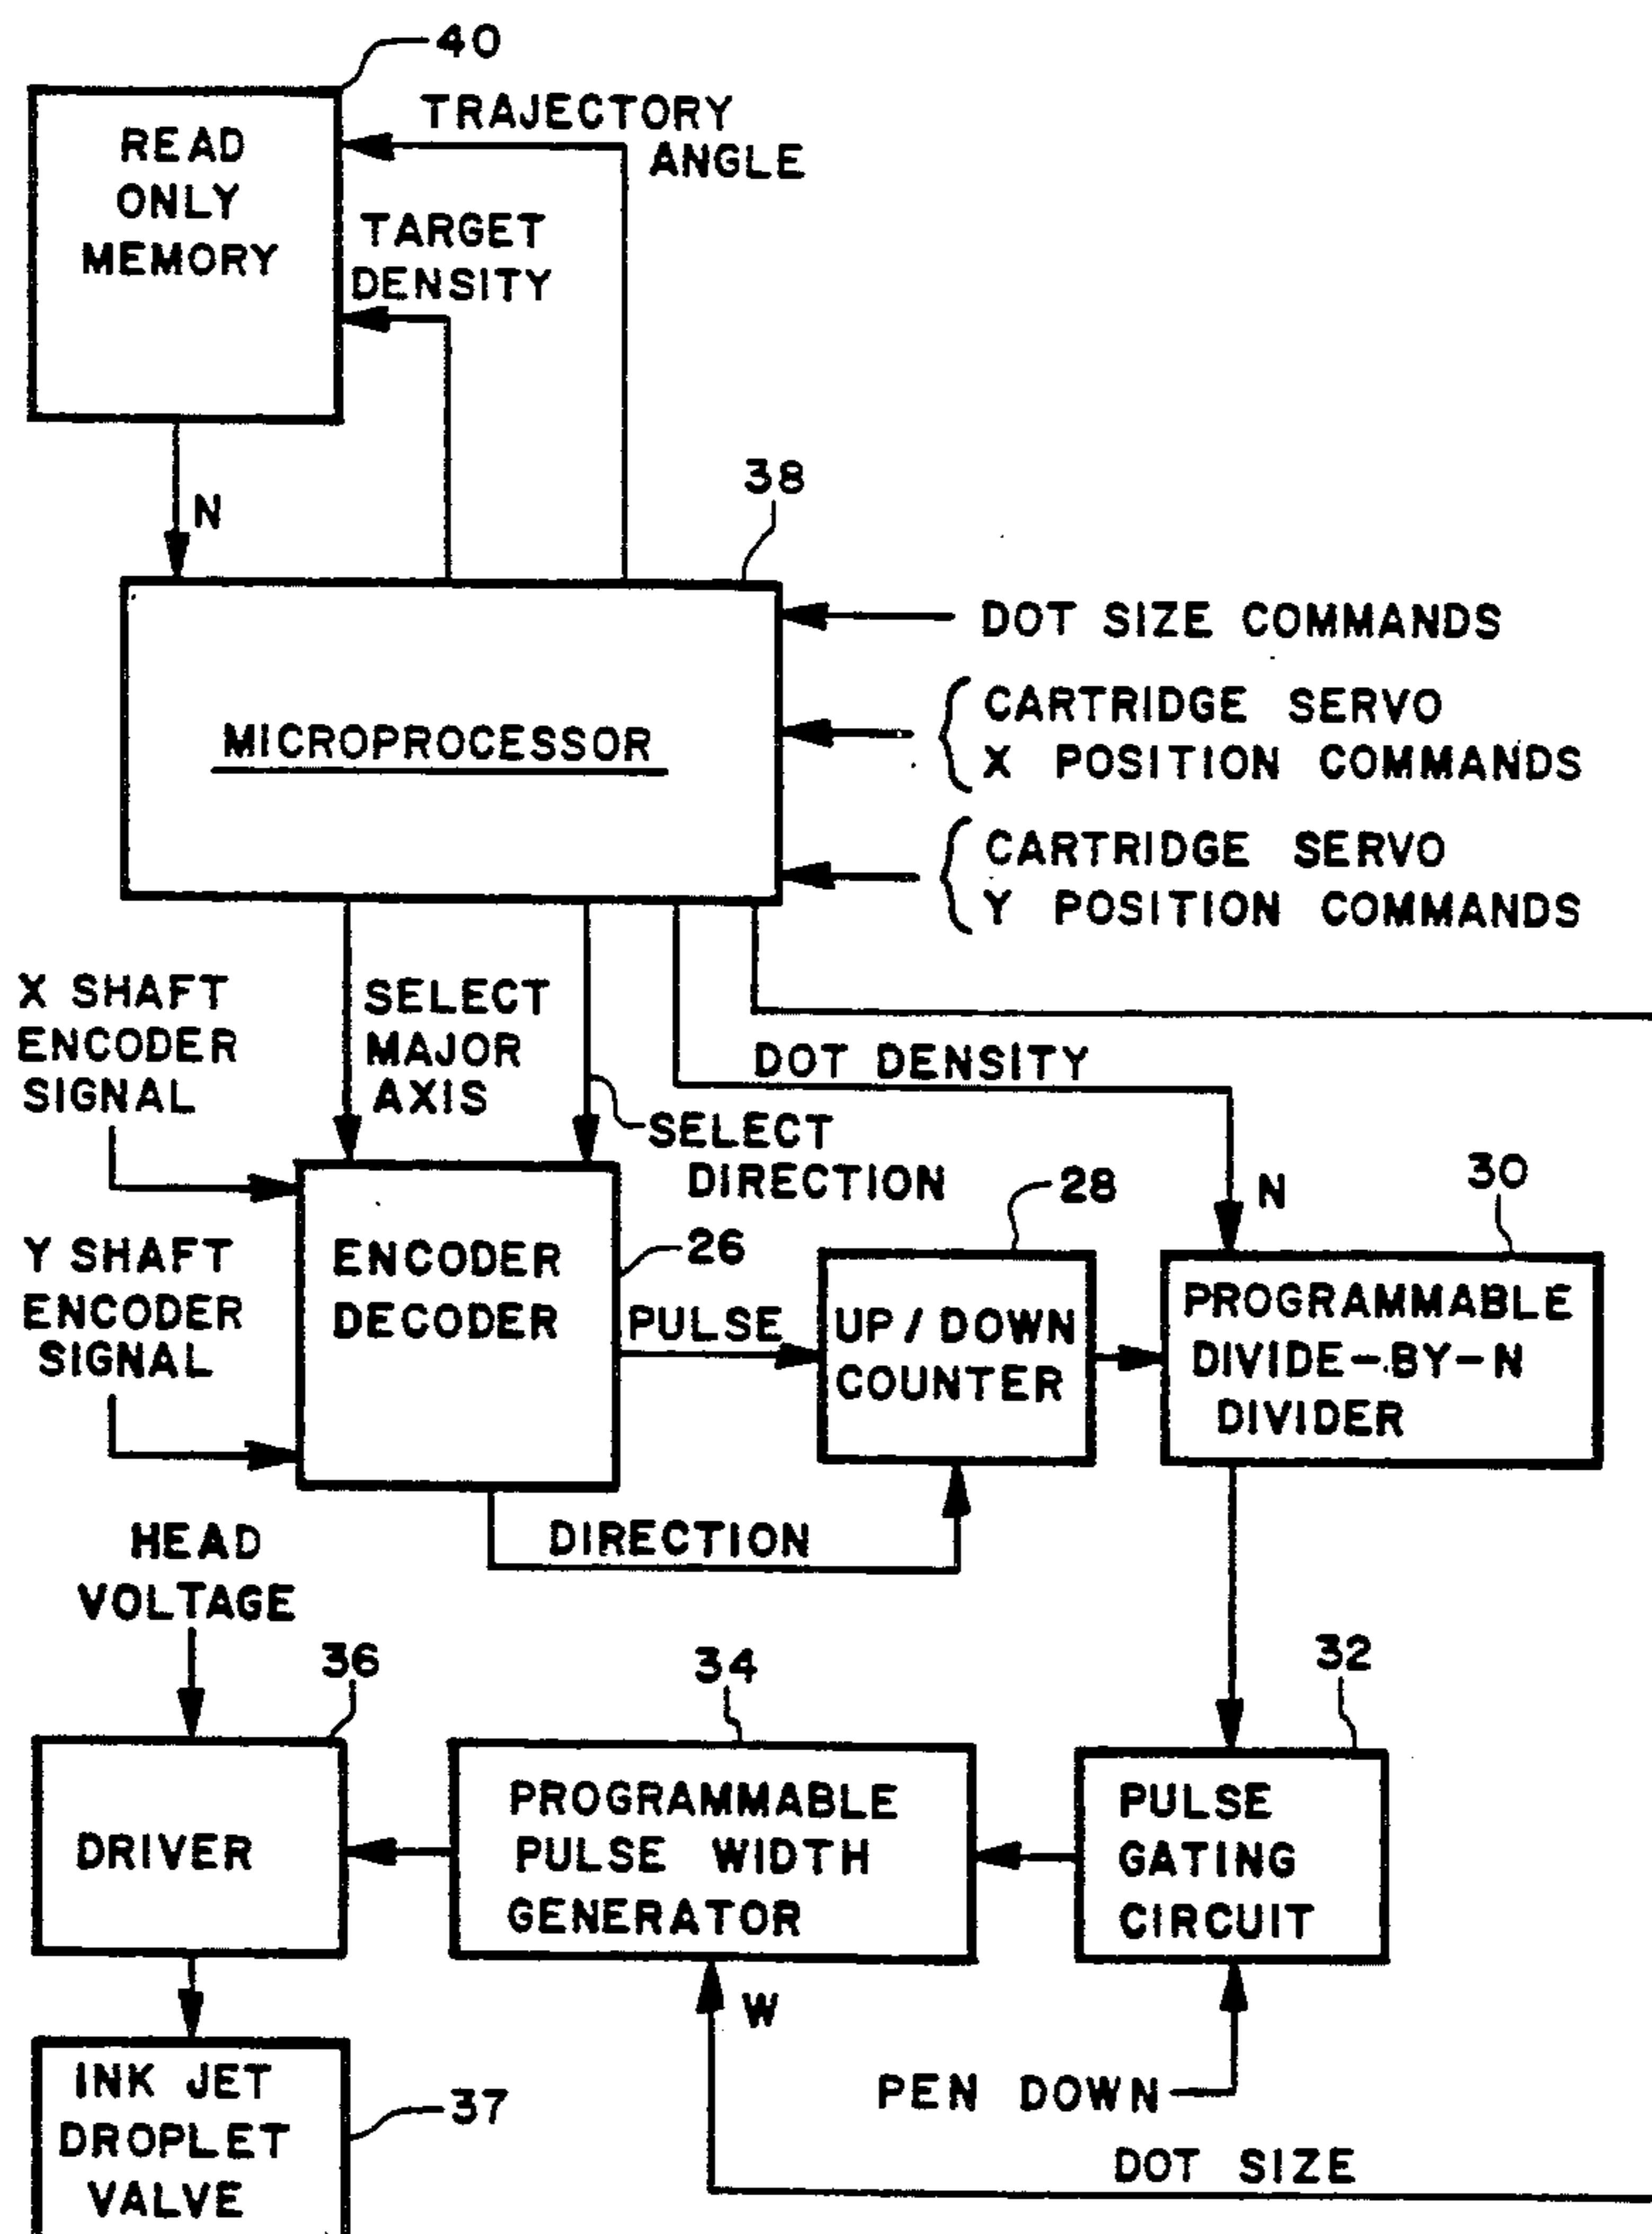 40
TRAJECTORY
ANGLE
READ
ONLY
MEMORY
TARGET
DENSITY
N
38
DOT SIZE COMMANDS
CARTRIDGE SERVO
X POSITION COMMANDS
CARTRIDGE SERVO
Y POSITION COMMANDS
MICROPROCESSOR
X SHAFT
ENCODER
SIGNAL
SELECT
MAJOR
AXIS
DOT DENSITY
SELECT
DIRECTION
28
N
30
Y SHAFT
ENCODER
SIGNAL
ENCODER
DECODER
26
PULSE
UP / DOWN
COUNTER
PROGRAMMABLE
DIVIDE-BY-N
DIVIDER
DIRECTION
HEAD
VOLTAGE
36
34
32
DRIVER
PROGRAMMABLE
PULSE WIDTH
GENERATOR
PULSE
GATING
CIRCUIT
W
PEN DOWN
INK JET
DROPLET
VALVE
37
DOT SIZE